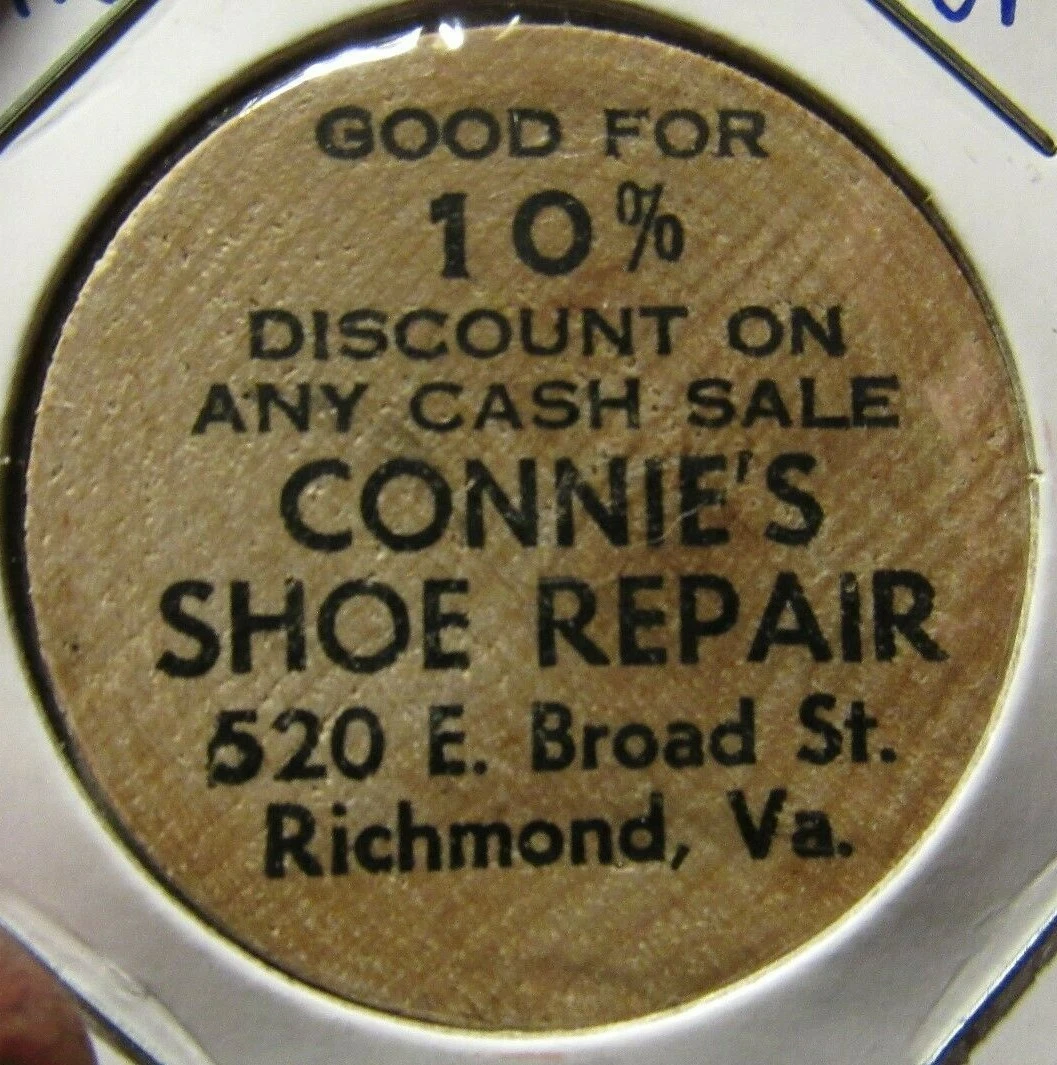 GOOD FOR
10%
DISCOUNT ON
ANY CASH SALE
CONNIE'S
SHOE REPAIR
520 E. Broad St.
Richmond, Va.